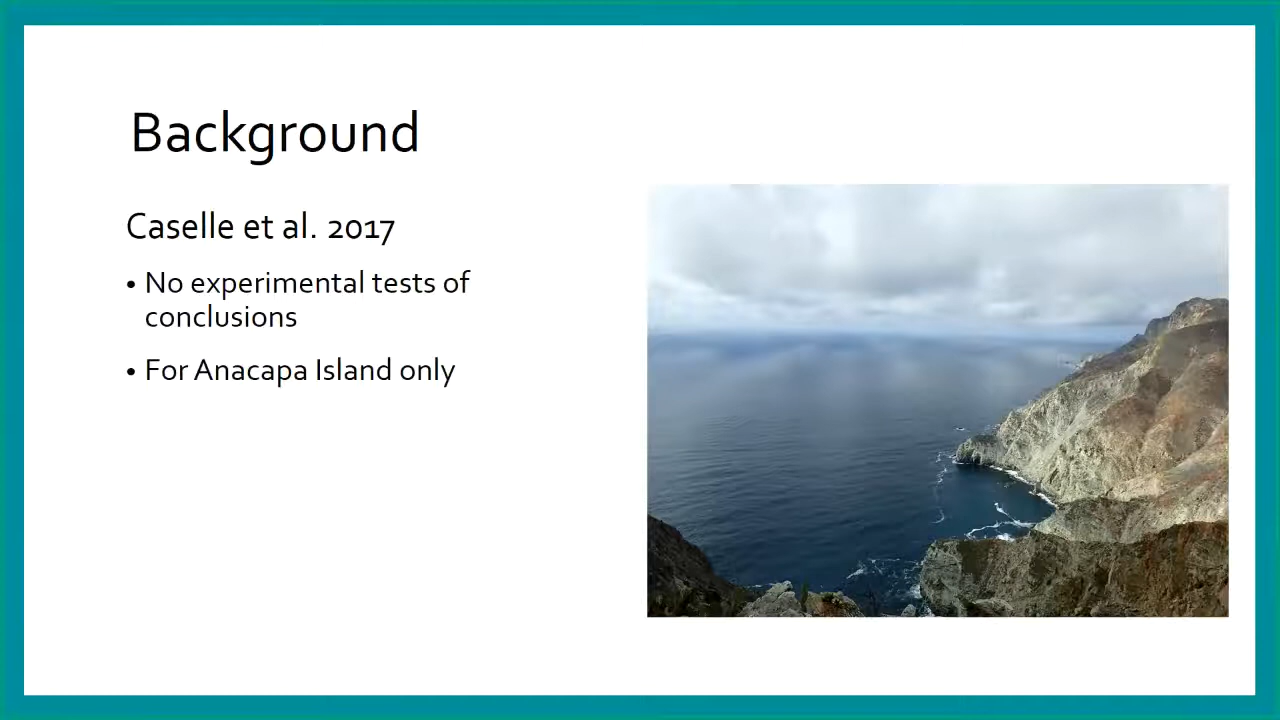 Background
Caselle et al. 2017
• No experimental tests of
conclusions
• For Anacapa Island only